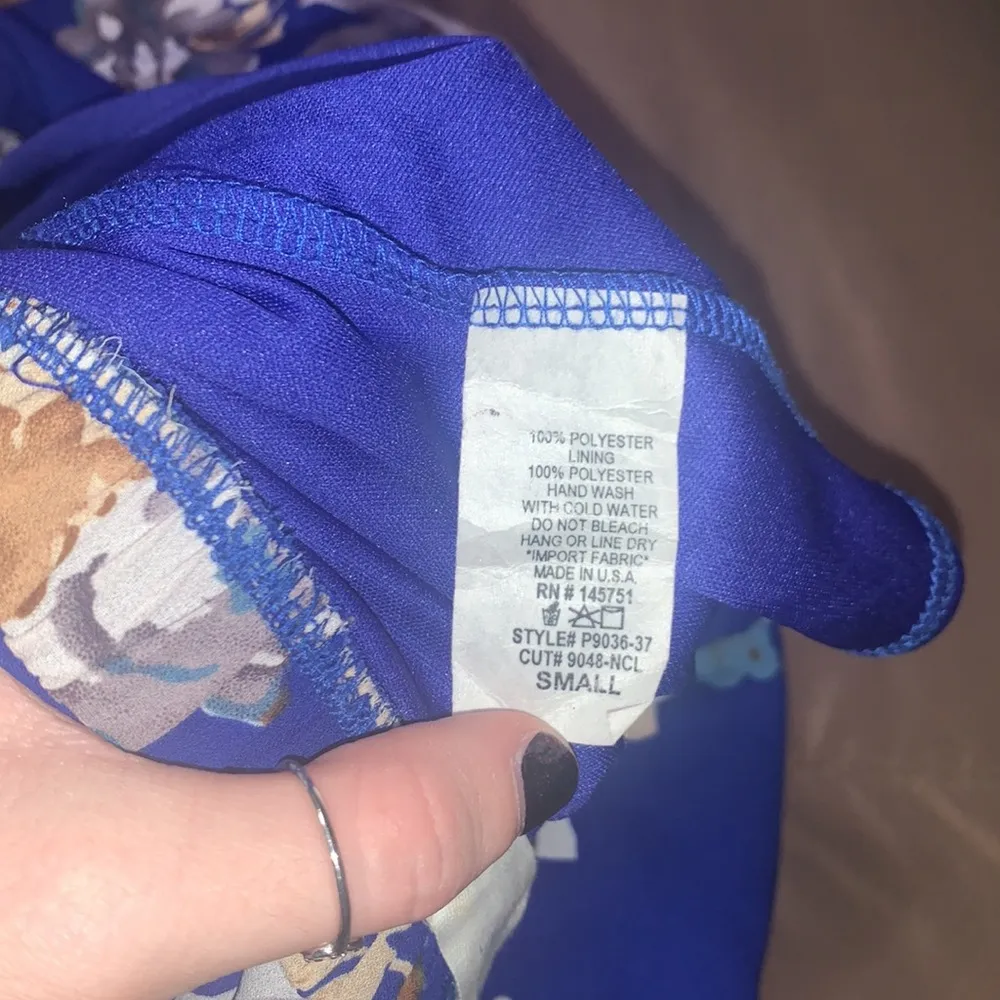 100% POLYESTER
LINING
100% POLYESTER
HAND WASH
WITH COLD WATER
DO NOT BLEACH
HANG OR LINE DRY
*IMPORT FABRIC*
MADE IN U.S.A.
RN # 145751
STYLE# P9036-37
CUT# 9048-NCL
SMALL